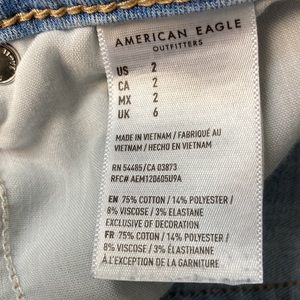 AMERICAN EAGLE
OUTFITTERS
US 2
CA 2
MX 2
UK 6
MADE IN VIETNAM / FABRIQUÉ AU
VIETNAM / HECHO EN VIETNAM
RN 54485/ CA 03873
RFC# AEM120605U9A
EN 75% COTTON / 14% POLYESTER /
8% VISCOSE / 3% ELASTANE
EXCLUSIVE OF DECORATION
FR 75% COTON / 14% POLYESTER /
8% VISCOSE / 3% ÉLASTHANNE
À L'EXCEPTION DE LA GARNITURE